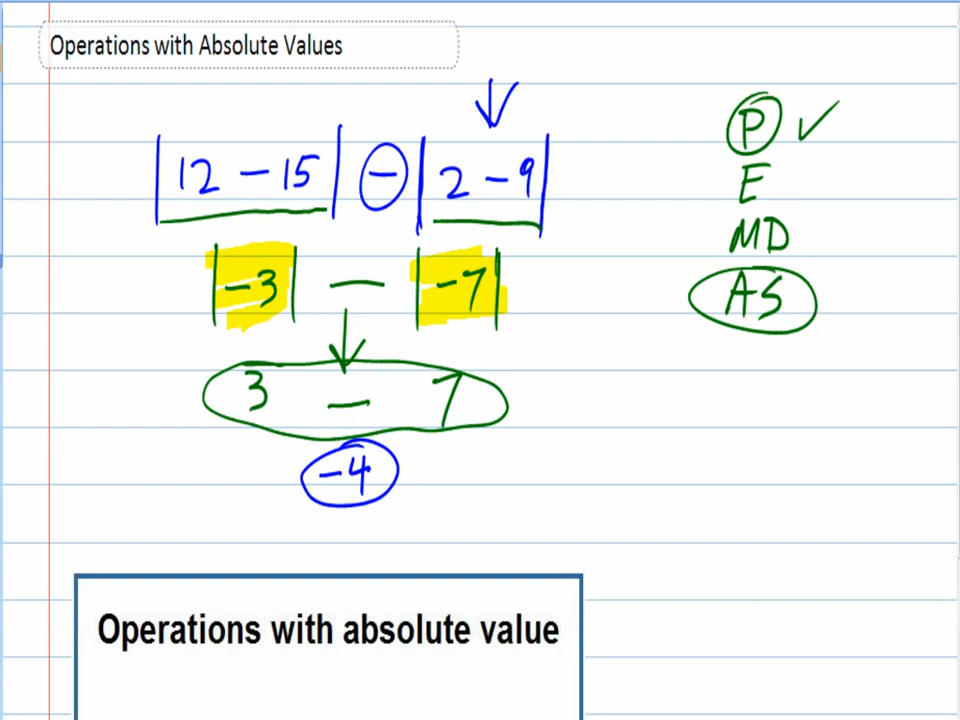 Operations with Absolute Values
|12 - 15| - |2 - 9|
|-3| - |-7|
3 - 7
-4
P ✓
E
MD
AS
Operations with absolute value